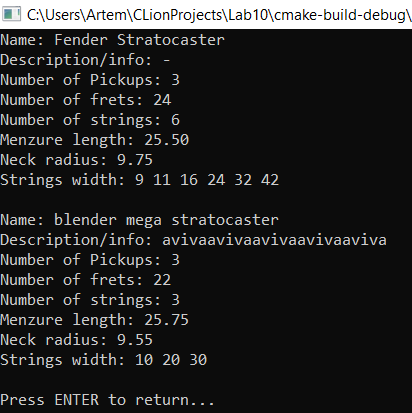 C:\Users\Artem\CLionProjects\Lab10\cmake-build-debug\
Name: Fender Stratocaster
Description/info: -
Number of Pickups: 3
Number of frets: 24
Number of strings: 6
Menzure length: 25.50
Neck radius: 9.75
Strings width: 9 11 16 24 32 42
Name: blender mega stratocaster
Description/info: avivaavivaavivaavivaaviva
Number of Pickups: 3
Number of frets: 22
Number of strings: 3
Menzure length: 25.75
Neck radius: 9.55
Strings width: 10 20 30
Press ENTER to return...